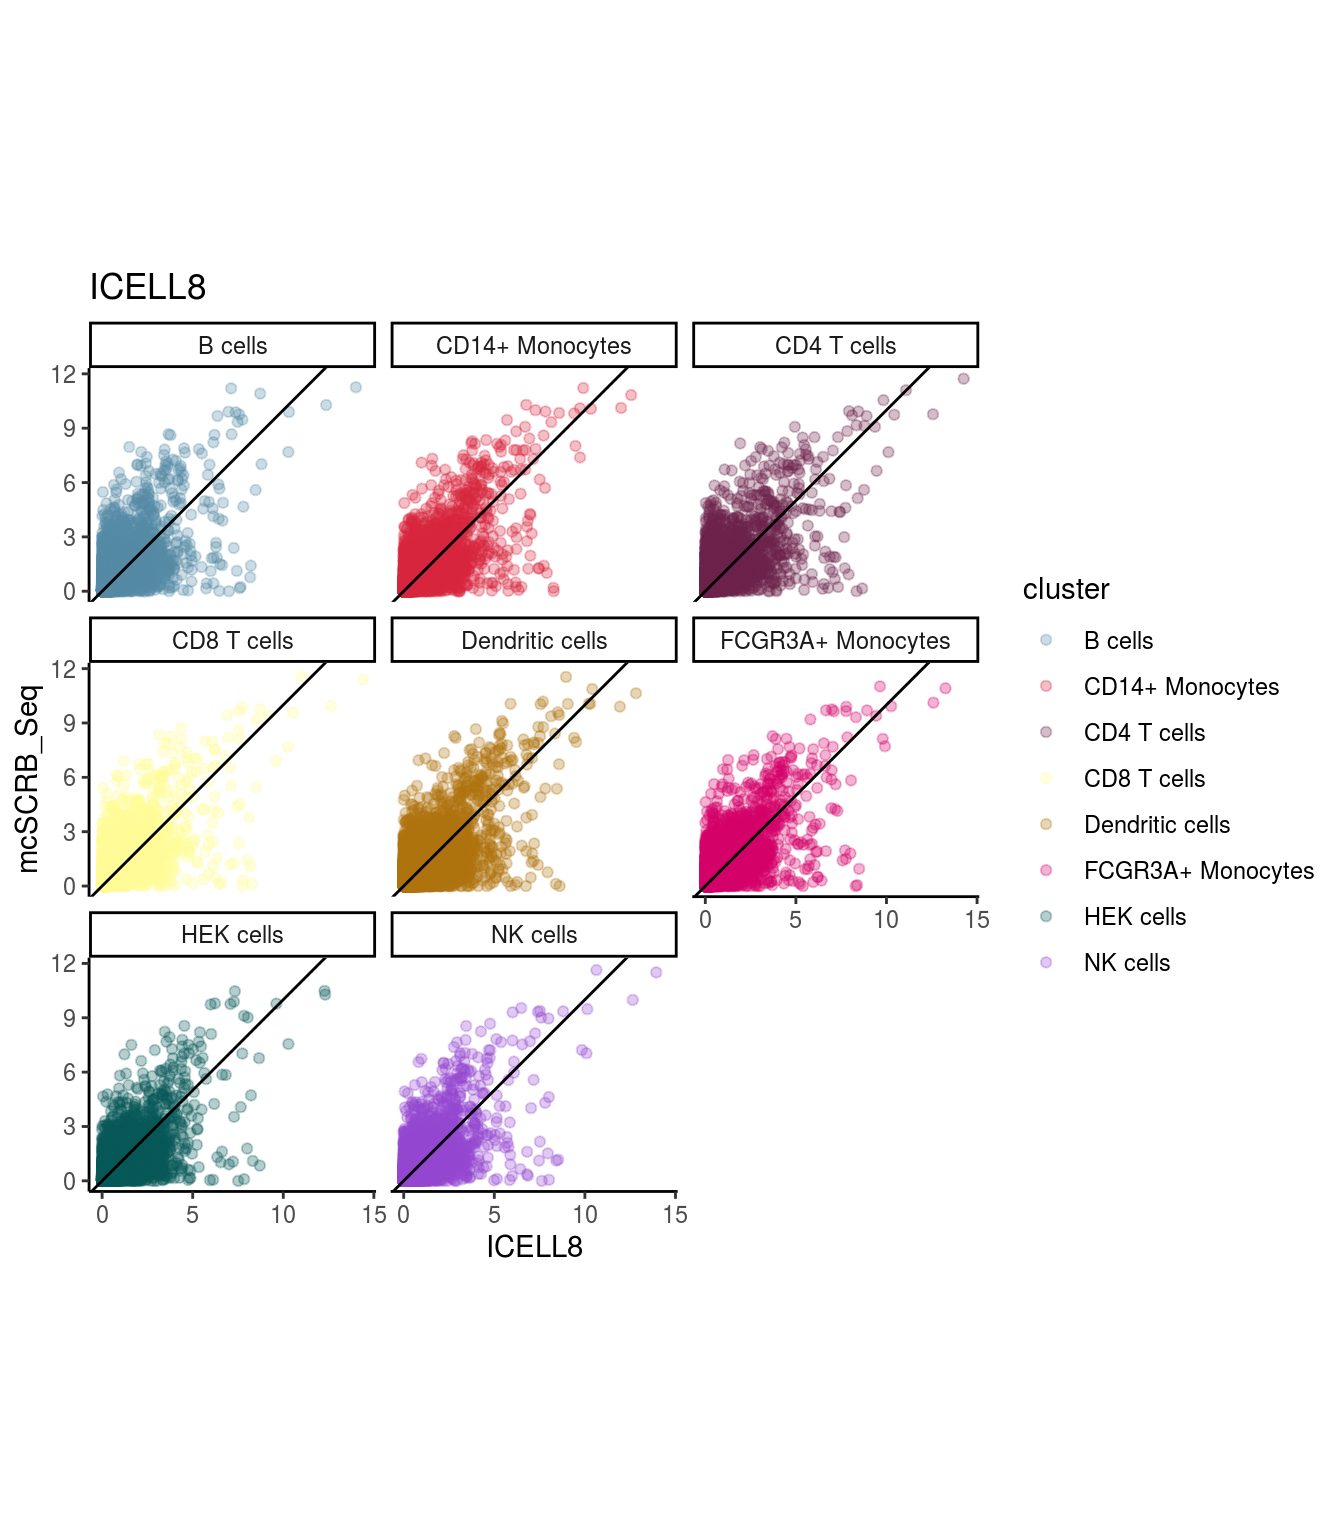 ICELL8
B cells
CD14+ Monocytes
CD4 T cells
12
9
6
3
0
CD8 T cells
Dendritic cells
FCGR3A+ Monocytes
12
9
6
3
0
0
5
10
15
mcSCRB_Seq
HEK cells
NK cells
12
9
6
3
0
0
5
10
15
0
5
10
15
ICELL8
cluster
B cells
CD14+ Monocytes
CD4 T cells
CD8 T cells
Dendritic cells
FCGR3A+ Monocytes
HEK cells
NK cells